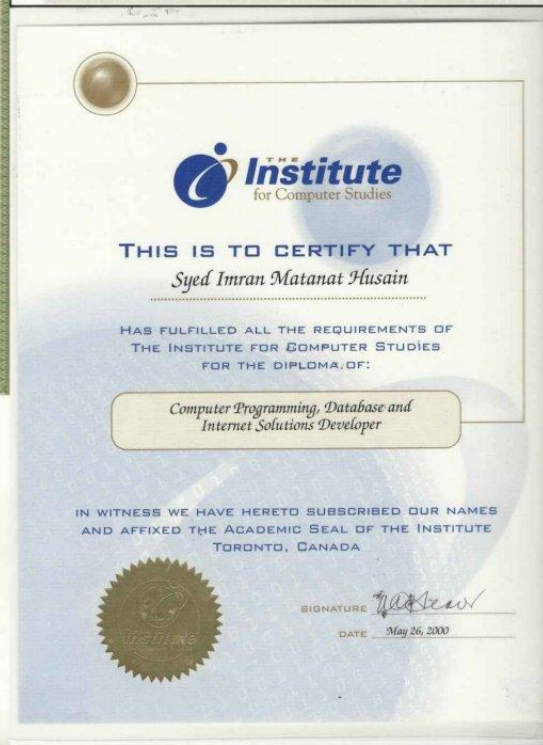 THE
Institute
for Computer Studies
THIS IS TO CERTIFY THAT
Syed Imran Matanat Husain
HAS FULFILLED ALL THE REQUIREMENTS OF
THE INSTITUTE FOR COMPUTER STUDIES
FOR THE DIPLOMA OF:
Computer Programming, Database and
Internet Solutions Developer
IN WITNESS WE HAVE HERETO SUBSCRIBED OUR NAMES
AND AFFIXED THE ACADEMIC SEAL OF THE INSTITUTE
TORONTO, CANADA
Institute
SIGNATURE
DATE May 26, 2000